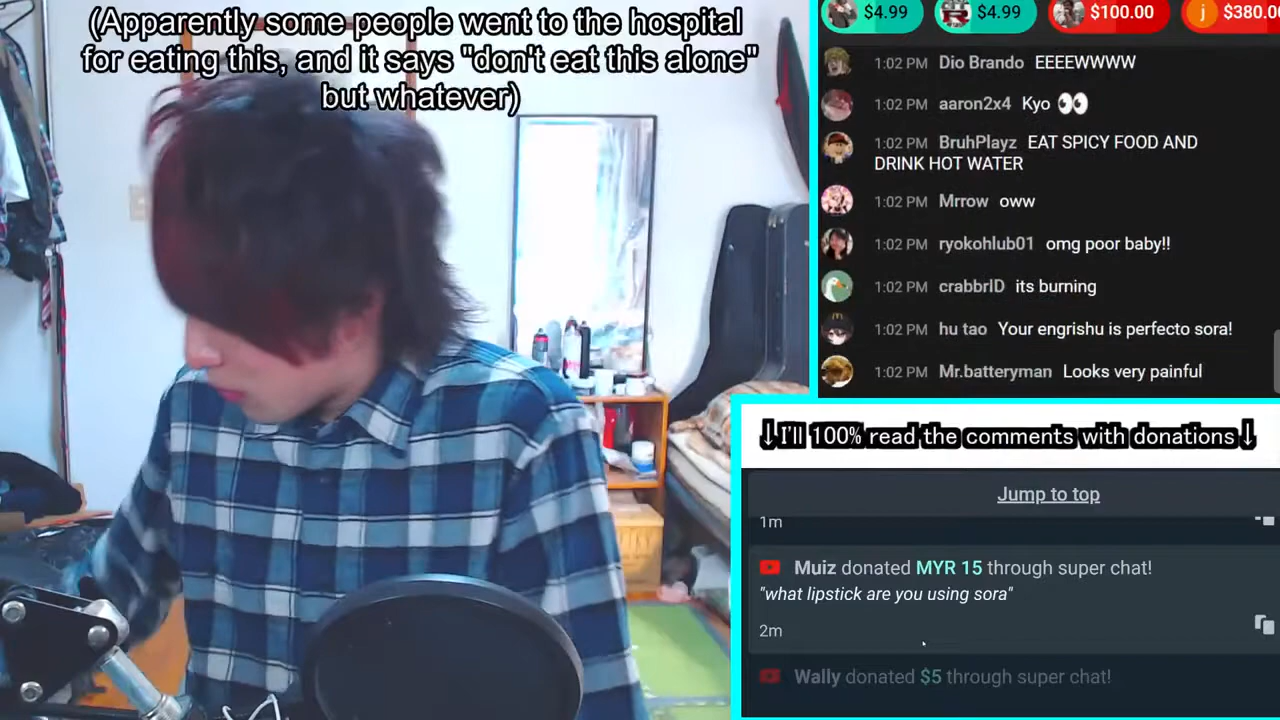 (Apparently some people went to the hospital
for eating this, and it says "don't eat this alone"
but whatever)
$4.99 $4.99 $100.00 j
1:02 PM Dio Brando EEEEWWWW
1:02 PM aaron2x4 Kyo 👀
1:02 PM BruhPlayz EAT SPICY FOOD AND
DRINK HOT WATER
1:02 PM Mrrow oww
1:02 PM ryokohlub01 omg poor baby!!
1:02 PM crabbrID its burning
1:02 PM hu tao Your engrishu is perfecto sora!
1:02 PM Mr.batteryman Looks very painful
↓I'll 100% read the comments with donations↓
Jump to top
1m
Muiz donated MYR 15 through super chat!
"what lipstick are you using sora"
2m
Wally donated $5 through super chat!